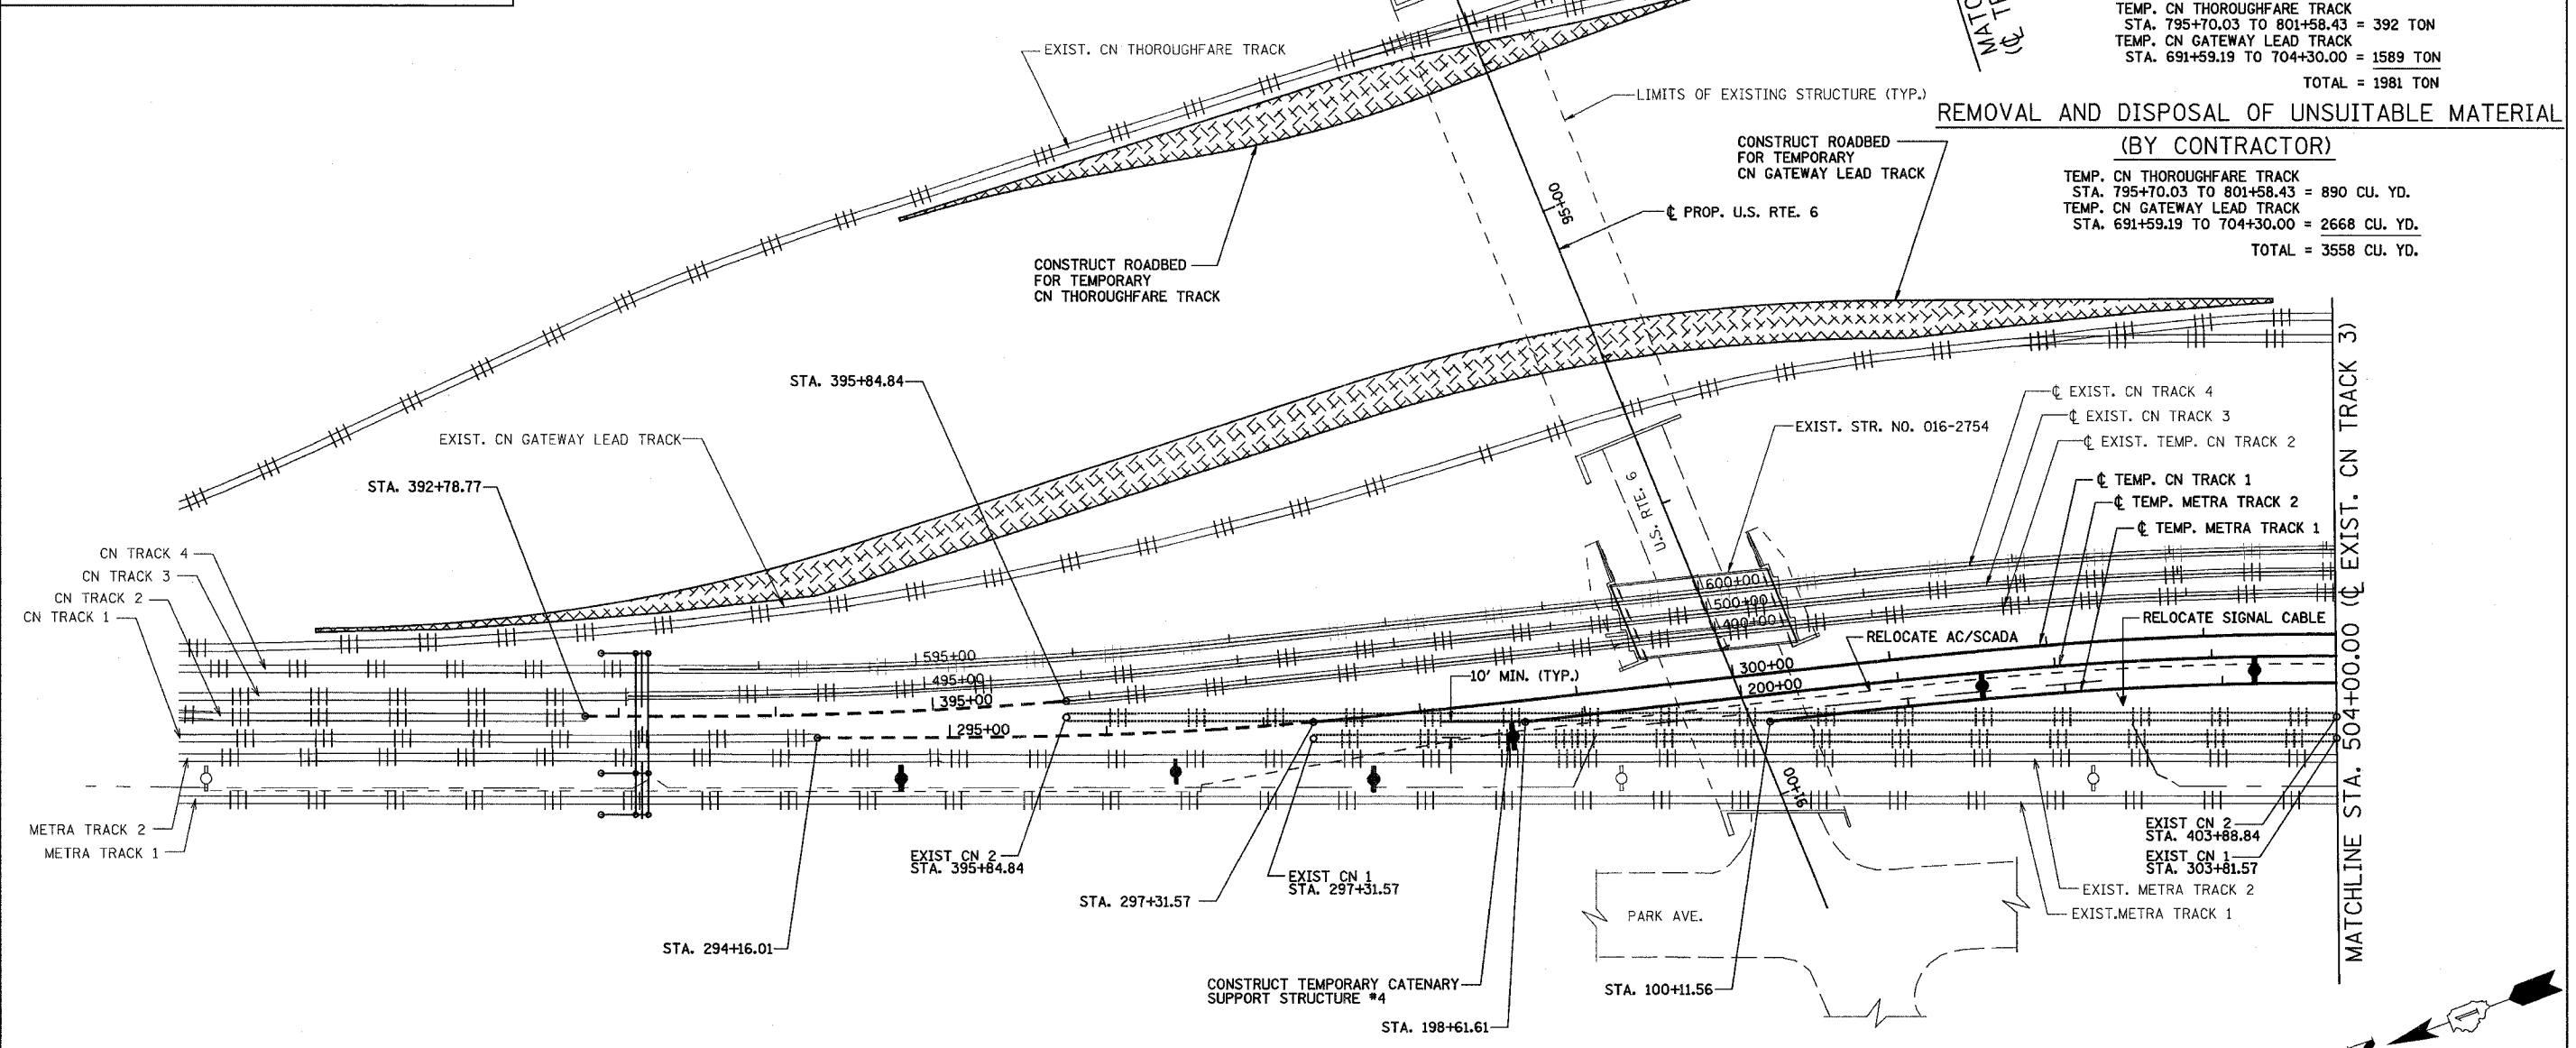 TEMP. CN THOROUGHFARE TRACK
STA. 795+70.03 TO 801+58.43 = 392 TON
TEMP. CN GATEWAY LEAD TRACK
STA. 691+59.19 TO 704+30.00 = 1589 TON
TOTAL = 1981 TON
REMOVAL AND DISPOSAL OF UNSUITABLE MATERIAL
(BY CONTRACTOR)
TEMP. CN THOROUGHFARE TRACK
STA. 795+70.03 TO 801+58.43 = 890 CU. YD.
TEMP. CN GATEWAY LEAD TRACK
STA. 691+59.19 TO 704+30.00 = 2668 CU. YD.
TOTAL = 3558 CU. YD.
EXIST. CN THOROUGHFARE TRACK
LIMITS OF EXISTING STRUCTURE (TYP.)
CONSTRUCT ROADBED
FOR TEMPORARY
CN GATEWAY LEAD TRACK
95+00
℄ PROP. U.S. RTE. 6
CONSTRUCT ROADBED
FOR TEMPORARY
CN THOROUGHFARE TRACK
STA. 395+84.84
EXIST. CN GATEWAY LEAD TRACK
STA. 392+78.77
℄ EXIST. CN TRACK 4
℄ EXIST. CN TRACK 3
℄ EXIST. TEMP. CN TRACK 2
℄ TEMP. CN TRACK 1
℄ TEMP. METRA TRACK 2
℄ TEMP. METRA TRACK 1
EXIST. STR. NO. 016-2754
U.S. RTE. 6
CN TRACK 4
CN TRACK 3
CN TRACK 2
CN TRACK 1
600+00
500+00
400+00
RELOCATE SIGNAL CABLE
RELOCATE AC/SCADA
595+00
495+00
395+00
295+00
10' MIN. (TYP.)
300+00
200+00
91+00
MATCHLINE STA. 504+00.00 (℄ EXIST. CN TRACK 3)
METRA TRACK 2
METRA TRACK 1
EXIST CN 2
STA. 395+84.84
EXIST CN 1
STA. 297+31.57
STA. 297+31.57
STA. 294+16.01
EXIST CN 2
STA. 403+88.84
EXIST CN 1
STA. 303+81.57
EXIST. METRA TRACK 2
EXIST.METRA TRACK 1
PARK AVE.
CONSTRUCT TEMPORARY CATENARY
SUPPORT STRUCTURE #4
STA. 100+11.56
STA. 198+61.61